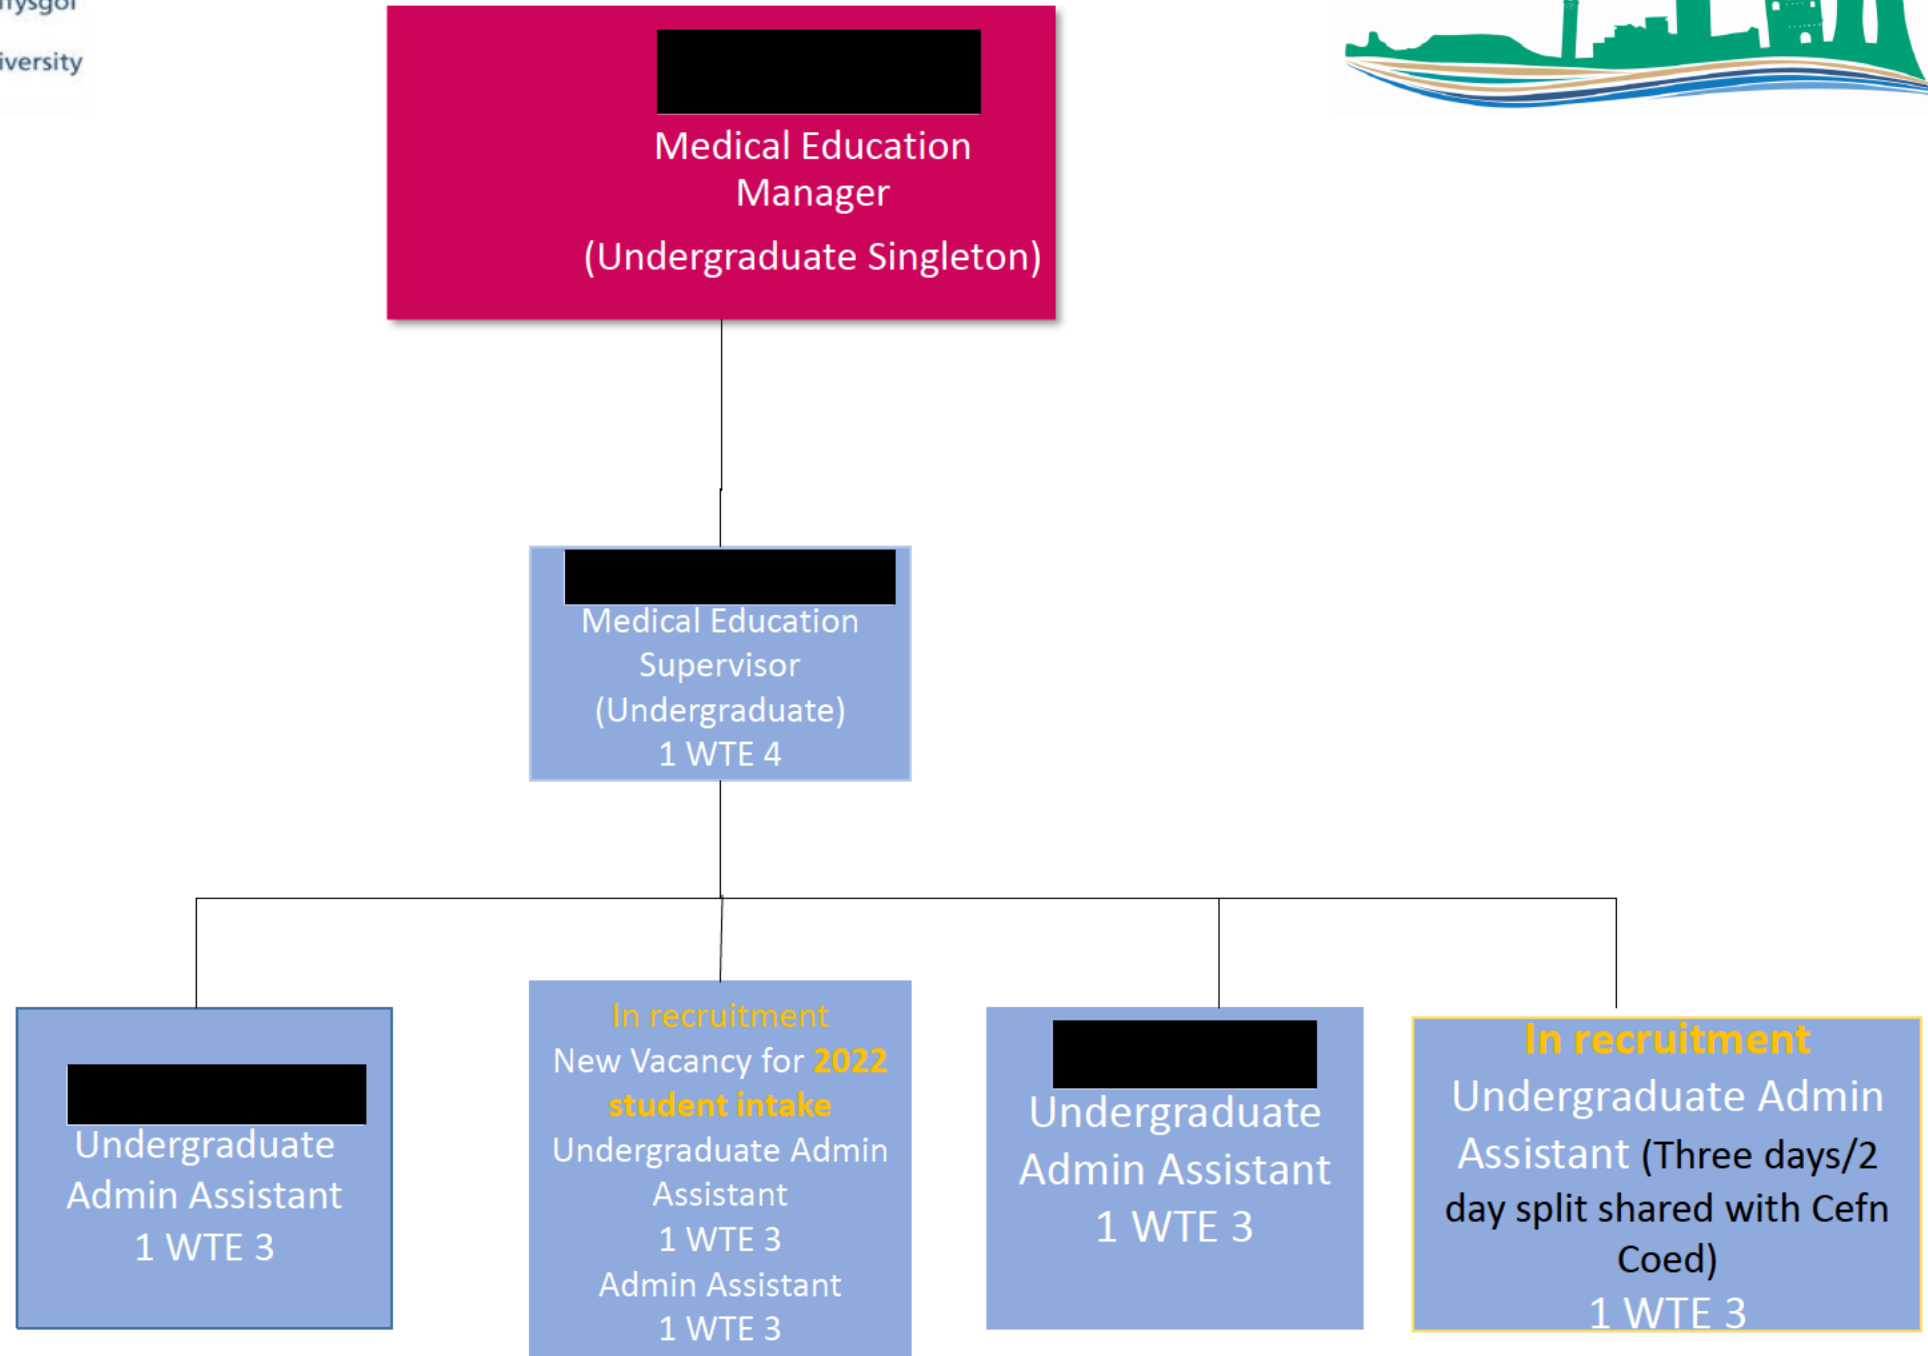 iversity
Medical Education
Manager
(Undergraduate Singleton)
Medical Education
Supervisor
(Undergraduate)
1 WTE 4
Undergraduate
Admin Assistant
1 WTE 3
In recruitment
New Vacancy for 2022
student intake
Undergraduate Admin
Assistant
1 WTE 3
Admin Assistant
1 WTE 3
Undergraduate
Admin Assistant
1 WTE 3
In recruitment
Undergraduate Admin
Assistant (Three days/2
day split shared with Cefn
Coed)
1 WTE 3